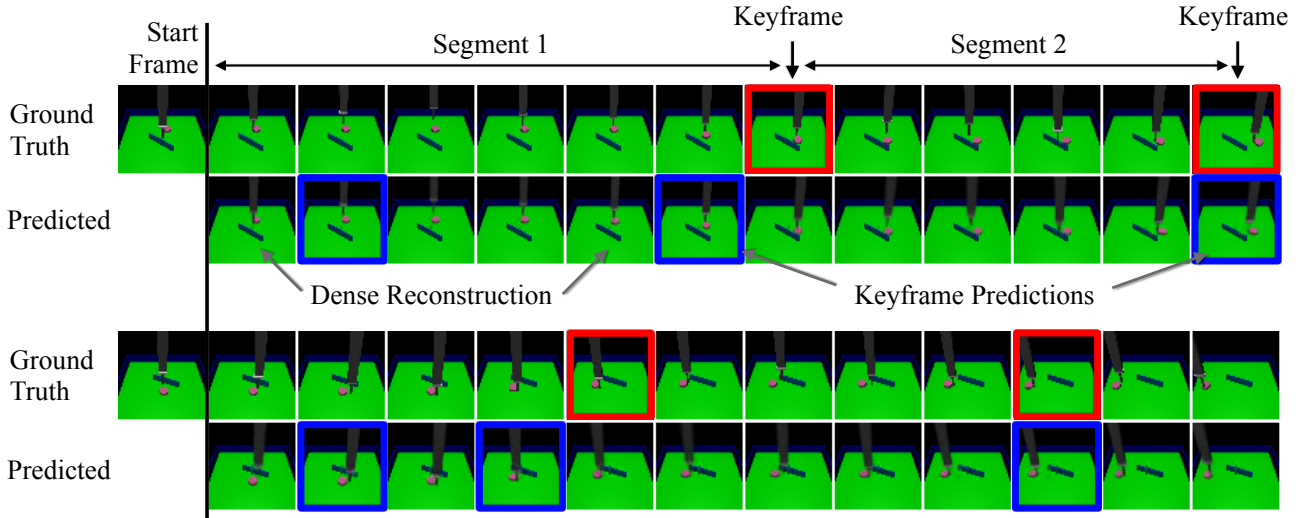 Start
Frame
Segment 1
Keyframe
Segment 2
Keyframe
Ground
Truth
Predicted
Dense Reconstruction
Keyframe Predictions
Ground
Truth
Predicted